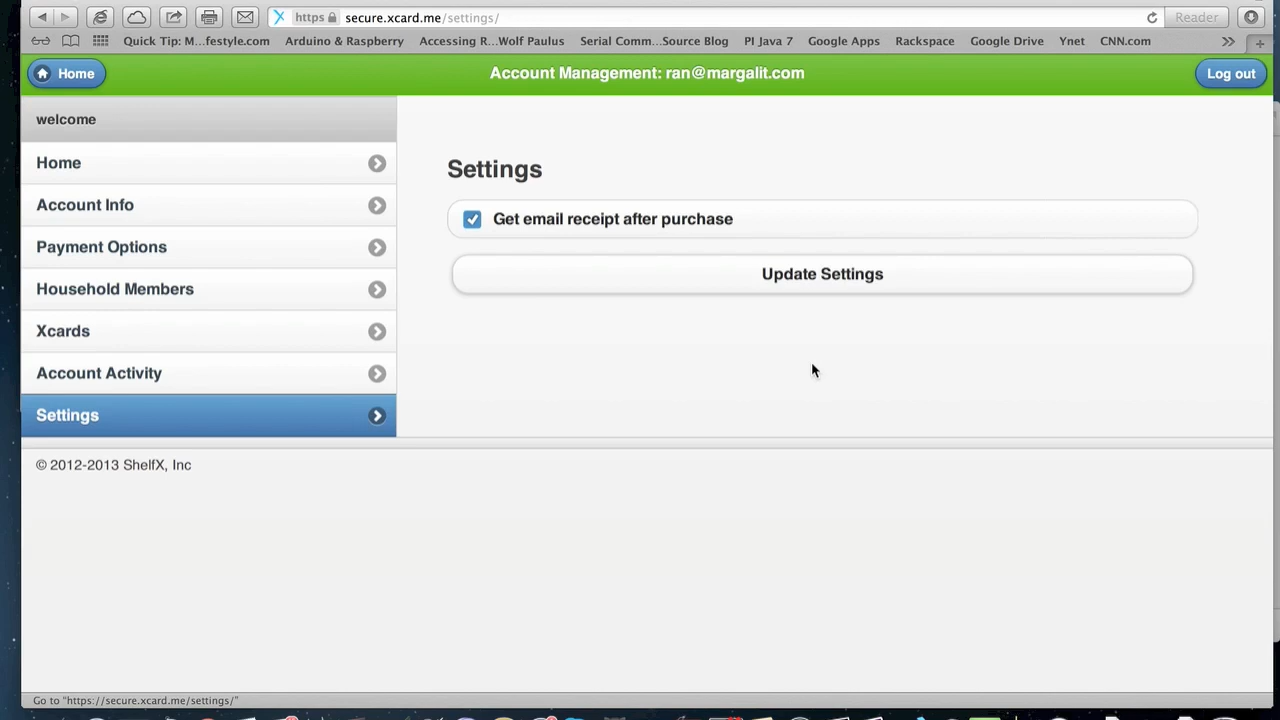 https secure.xcard.me/settings/ Reader
Quick Tip: M...festyle.com Arduino & Raspberry Accessing R...Wolf Paulus Serial Comm...Source Blog PI Java 7 Google Apps Rackspace Google Drive Ynet CNN.com
Home Account Management: ran@margalit.com Log out
welcome
Home
Account Info
Payment Options
Household Members
Xcards
Account Activity
Settings
Settings
Get email receipt after purchase
Update Settings
© 2012-2013 ShelfX, Inc
Go to "https://secure.xcard.me/settings/"